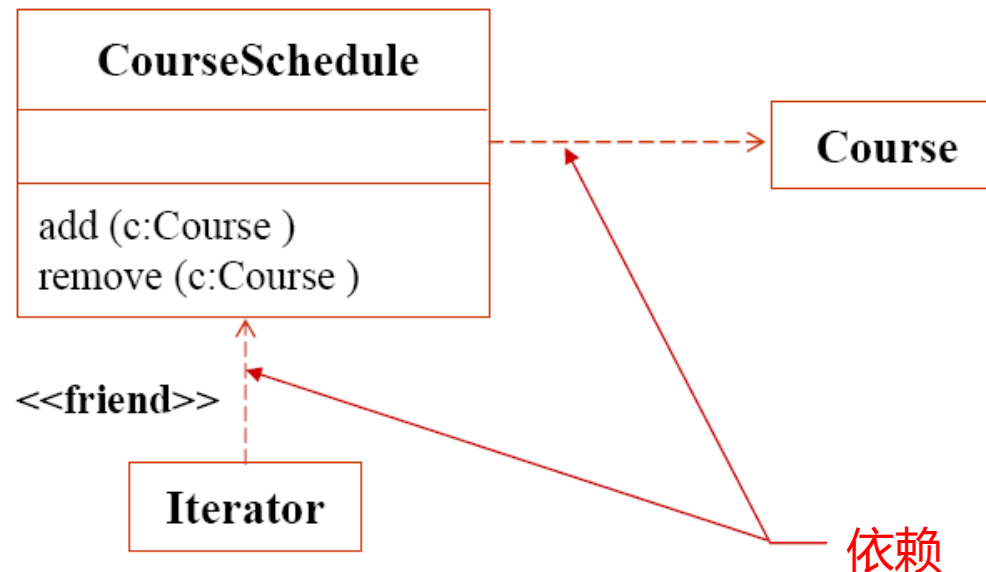 CourseSchedule
Course
add (c:Course )
remove (c:Course )
<<friend>>
Iterator
依赖